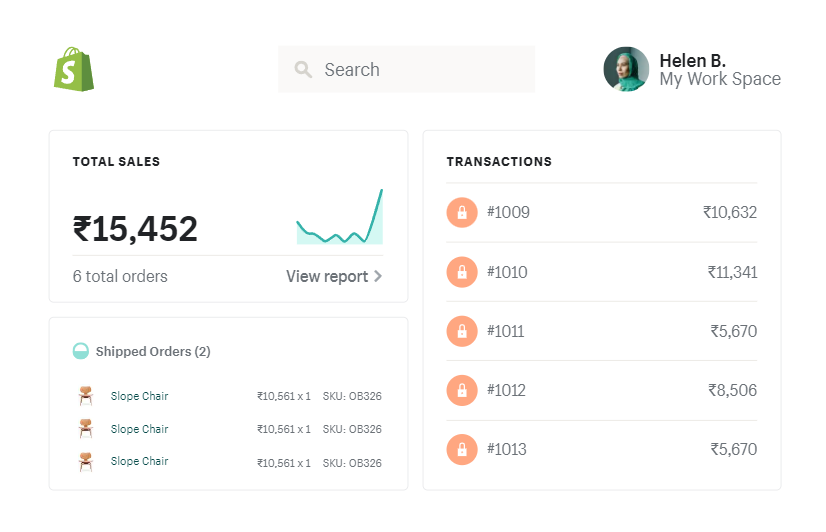 Search
Helen B.
My Work Space
TOTAL SALES
₹15,452
6 total orders View report
Shipped Orders (2)
Slope Chair ₹10,561 x 1 SKU: OB326
Slope Chair ₹10,561 x 1 SKU: OB326
Slope Chair ₹10,561 x 1 SKU: OB326
TRANSACTIONS
#1009 ₹10,632
#1010 ₹11,341
#1011 ₹5,670
#1012 ₹8,506
#1013 ₹5,670